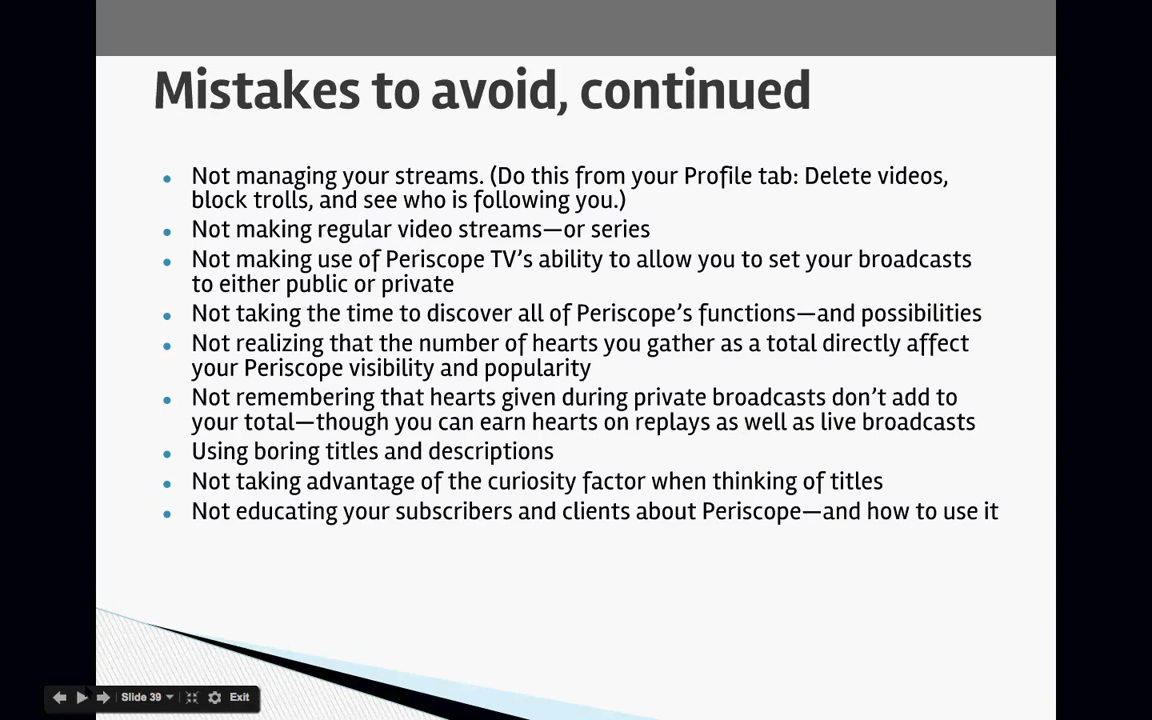 Mistakes to avoid, continued
• Not managing your streams. (Do this from your Profile tab: Delete videos,
block trolls, and see who is following you.)
• Not making regular video streams—or series
• Not making use of Periscope TV’s ability to allow you to set your broadcasts
to either public or private
• Not taking the time to discover all of Periscope’s functions—and possibilities
• Not realizing that the number of hearts you gather as a total directly affect
your Periscope visibility and popularity
• Not remembering that hearts given during private broadcasts don’t add to
your total—though you can earn hearts on replays as well as live broadcasts
• Using boring titles and descriptions
• Not taking advantage of the curiosity factor when thinking of titles
• Not educating your subscribers and clients about Periscope—and how to use it
Slide 39 Exit